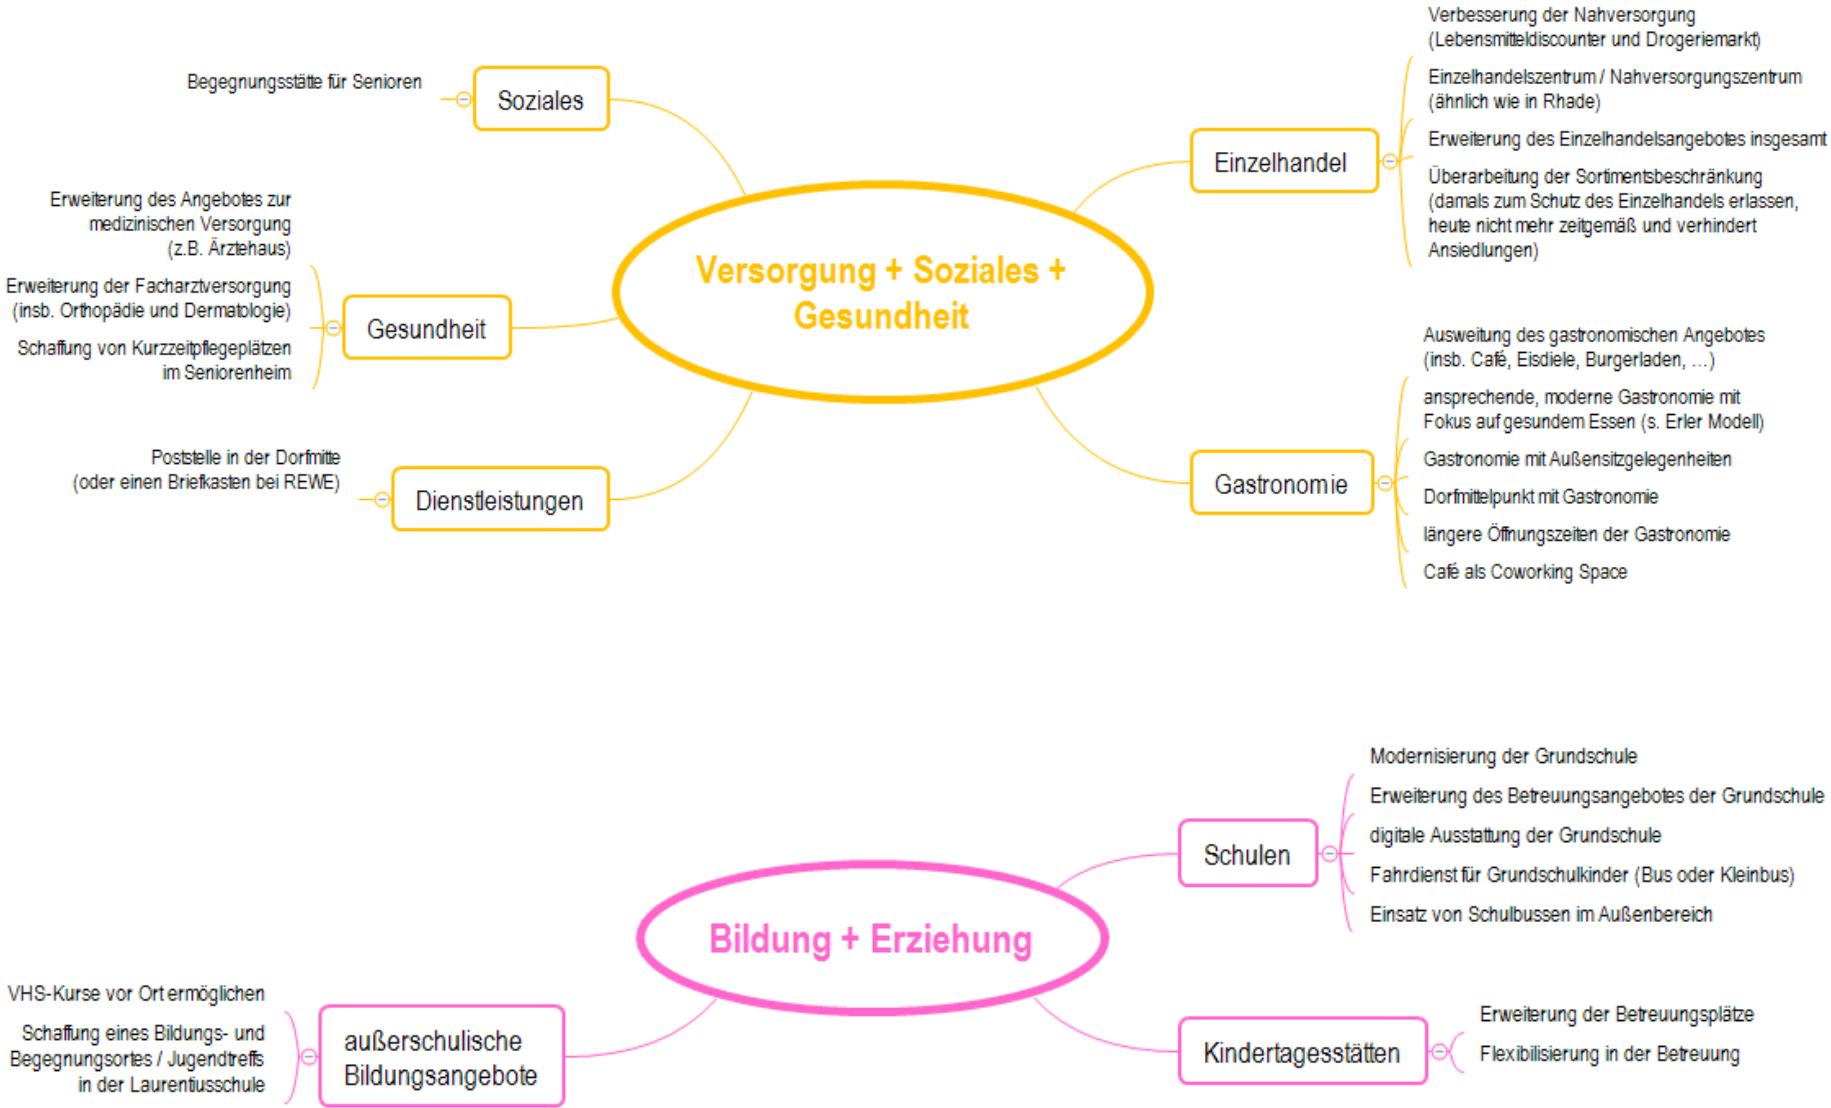 Versorgung + Soziales +
Gesundheit
Soziales
Begegnungsstätte für Senioren
Gesundheit
Erweiterung des Angebotes zur
medizinischen Versorgung
(z.B. Ärztehaus)
Erweiterung der Facharztversorgung
(insb. Orthopädie und Dermatologie)
Schaffung von Kurzzeitpflegeplätzen
im Seniorenheim
Dienstleistungen
Poststelle in der Dorfmitte
(oder einen Briefkasten bei REWE)
Einzelhandel
Verbesserung der Nahversorgung
(Lebensmitteldiscounter und Drogeriemarkt)
Einzelhandelszentrum / Nahversorgungszentrum
(ähnlich wie in Rhade)
Erweiterung des Einzelhandelsangebotes insgesamt
Überarbeitung der Sortimentsbeschränkung
(damals zum Schutz des Einzelhandels erlassen,
heute nicht mehr zeitgemäß und verhindert
Ansiedlungen)
Gastronomie
Ausweitung des gastronomischen Angebotes
(insb. Café, Eisdiele, Burgerladen, …)
ansprechende, moderne Gastronomie mit
Fokus auf gesundem Essen (s. Erler Modell)
Gastronomie mit Außensitzgelegenheiten
Dorfmittelpunkt mit Gastronomie
längere Öffnungszeiten der Gastronomie
Café als Coworking Space
Bildung + Erziehung
Schulen
Modernisierung der Grundschule
Erweiterung des Betreuungsangebotes der Grundschule
digitale Ausstattung der Grundschule
Fahrdienst für Grundschulkinder (Bus oder Kleinbus)
Einsatz von Schulbussen im Außenbereich
Kindertagesstätten
Erweiterung der Betreuungsplätze
Flexibilisierung in der Betreuung
außerschulische
Bildungsangebote
VHS-Kurse vor Ort ermöglichen
Schaffung eines Bildungs- und
Begegnungsortes / Jugendtreffs
in der Laurentiusschule